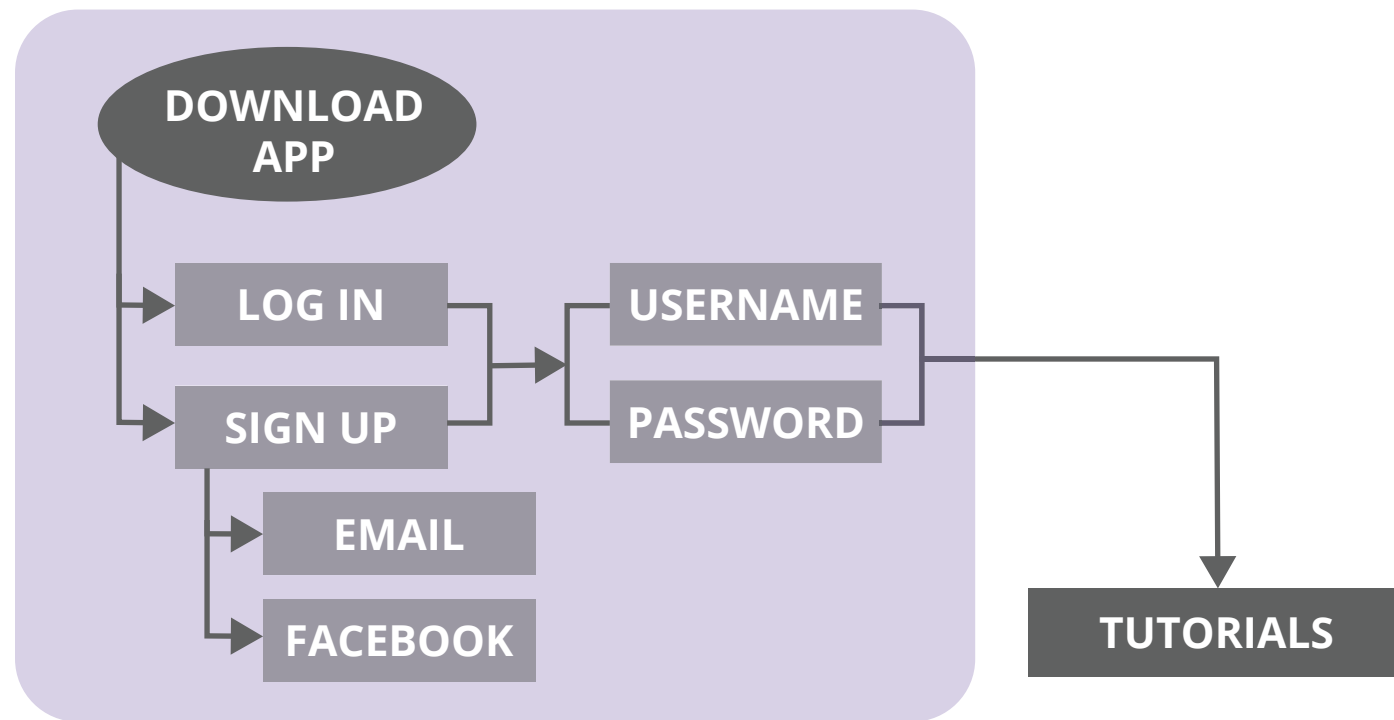 DOWNLOAD
APP
LOG IN
USERNAME
SIGN UP
PASSWORD
EMAIL
FACEBOOK
TUTORIALS